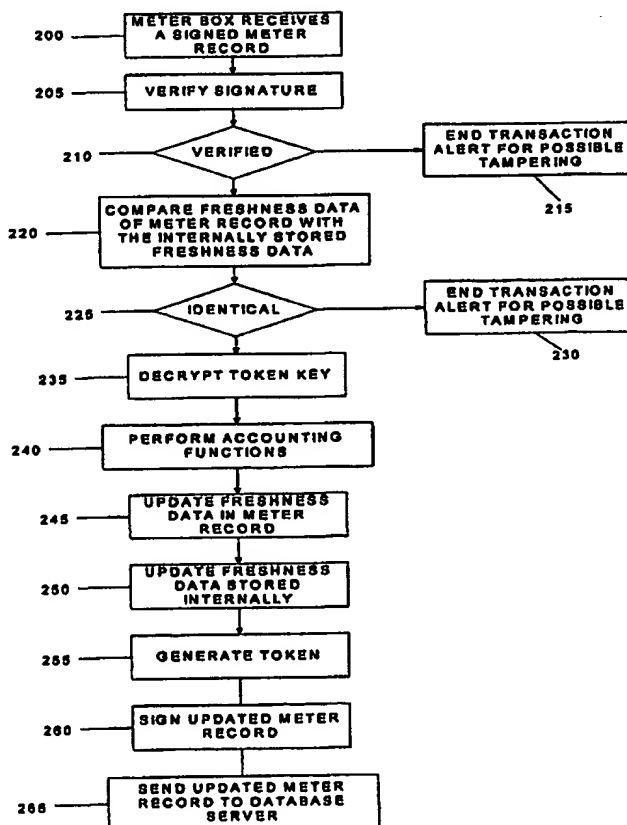 200
METER BOX RECEIVES
A SIGNED METER
RECORD
205
VERIFY SIGNATURE
210
VERIFIED
END TRANSACTION
ALERT FOR POSSIBLE
TAMPERING
215
220
COMPARE FRESHNESS DATA
OF METER RECORD WITH
THE INTERNALLY STORED
FRESHNESS DATA
225
IDENTICAL
END TRANSACTION
ALERT FOR POSSIBLE
TAMPERING
230
235
DECRYPT TOKEN KEY
240
PERFORM ACCOUNTING
FUNCTIONS
245
UPDATE FRESHNESS
DATA IN METER
RECORD
250
UPDATE FRESHNESS
DATA STORED
INTERNALLY
255
GENERATE TOKEN
260
SIGN UPDATED METER
RECORD
265
SEND UPDATED METER
RECORD TO DATABASE
SERVER